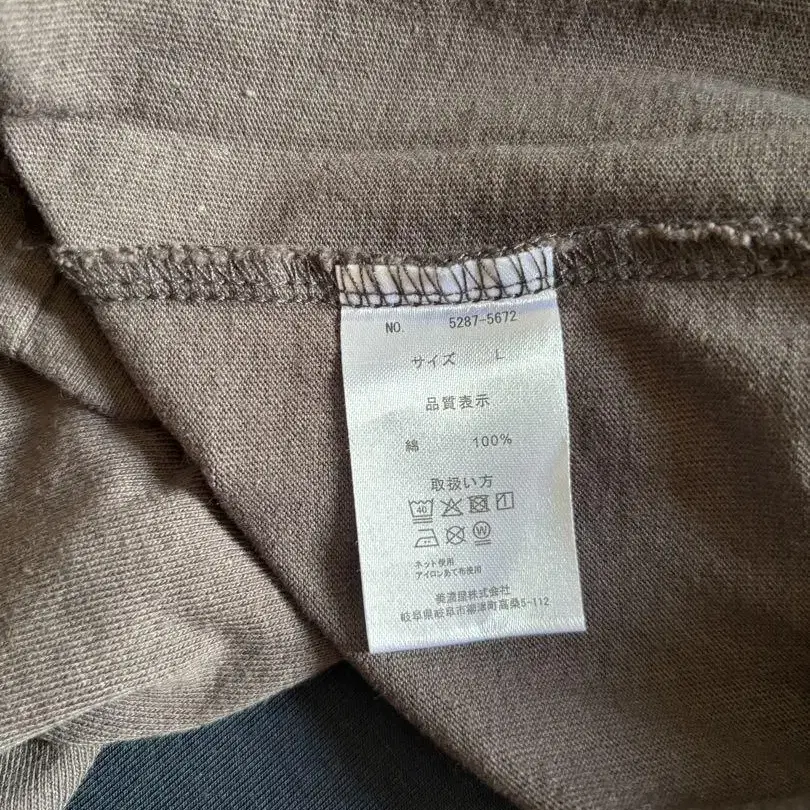 NO. 5287-5672
サイズ L
品質表示
綿 100%
取扱い方
40
W
ネット使用
アイロンあて布使用
美濃屋株式会社
岐阜県岐阜市柳津町高桑5-112